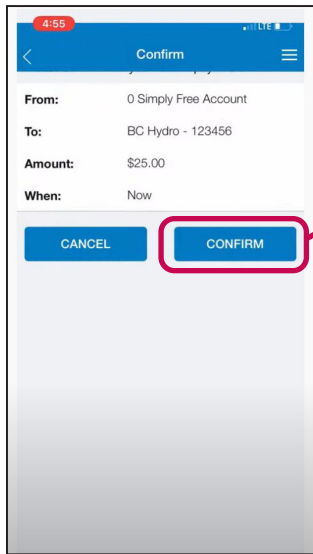 4:55
LTE
Confirm
From: 0 Simply Free Account
To: BC Hydro - 123456
Amount: $25.00
When: Now
CANCEL CONFIRM